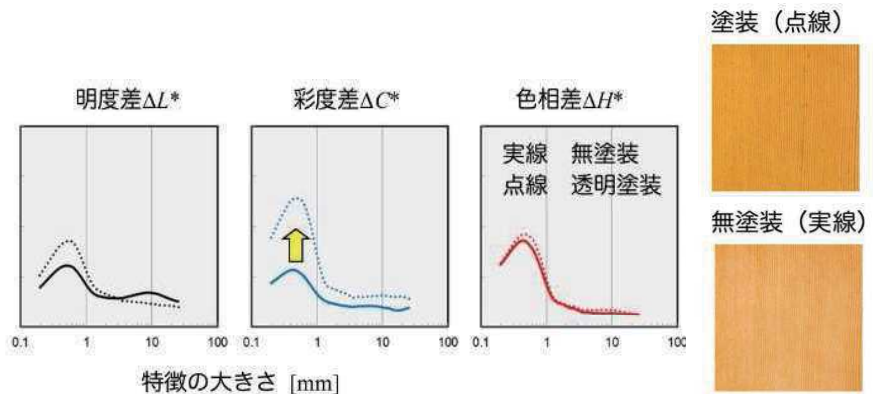 塗装（点線）
明度差ΔL*
彩度差ΔC*
色相差ΔH*
実線 無塗装
点線 透明塗装
無塗装（実線）
0.1 1 10 100
0.1 1 10 100
0.1 1 10 100
特徴の大きさ [mm]